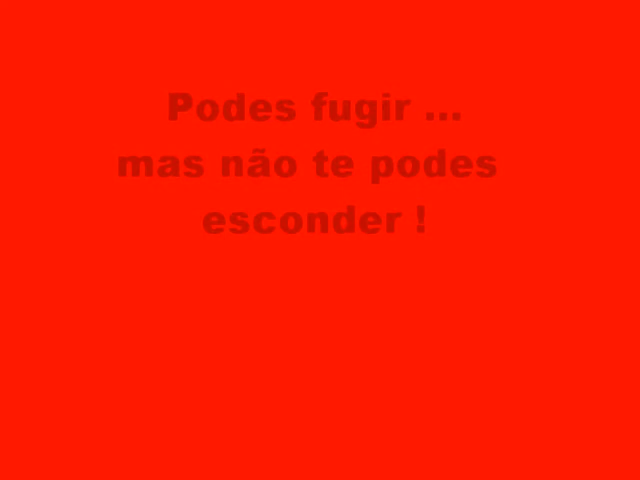 Podes fugir ...
mas não te podes
esconder !